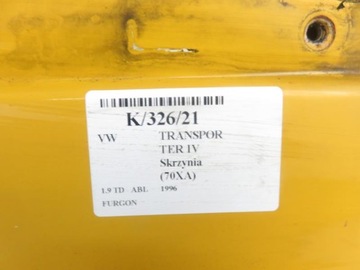 K/326/21
VW TRANSPOR
TER IV
Skrzynia
(70XA)
1.9 TD ABL 1996
FURGON